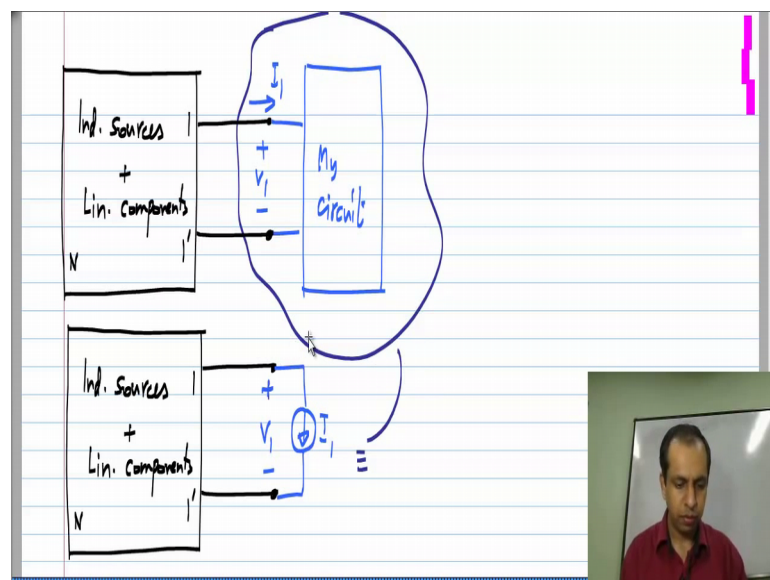 Ind. Sources 1
+
Lin. Components
1'
N
I1
+
V1
-
My
Circuit
Ind. Sources 1
+
Lin. Components
1'
N
+
V1
-
I1
≡